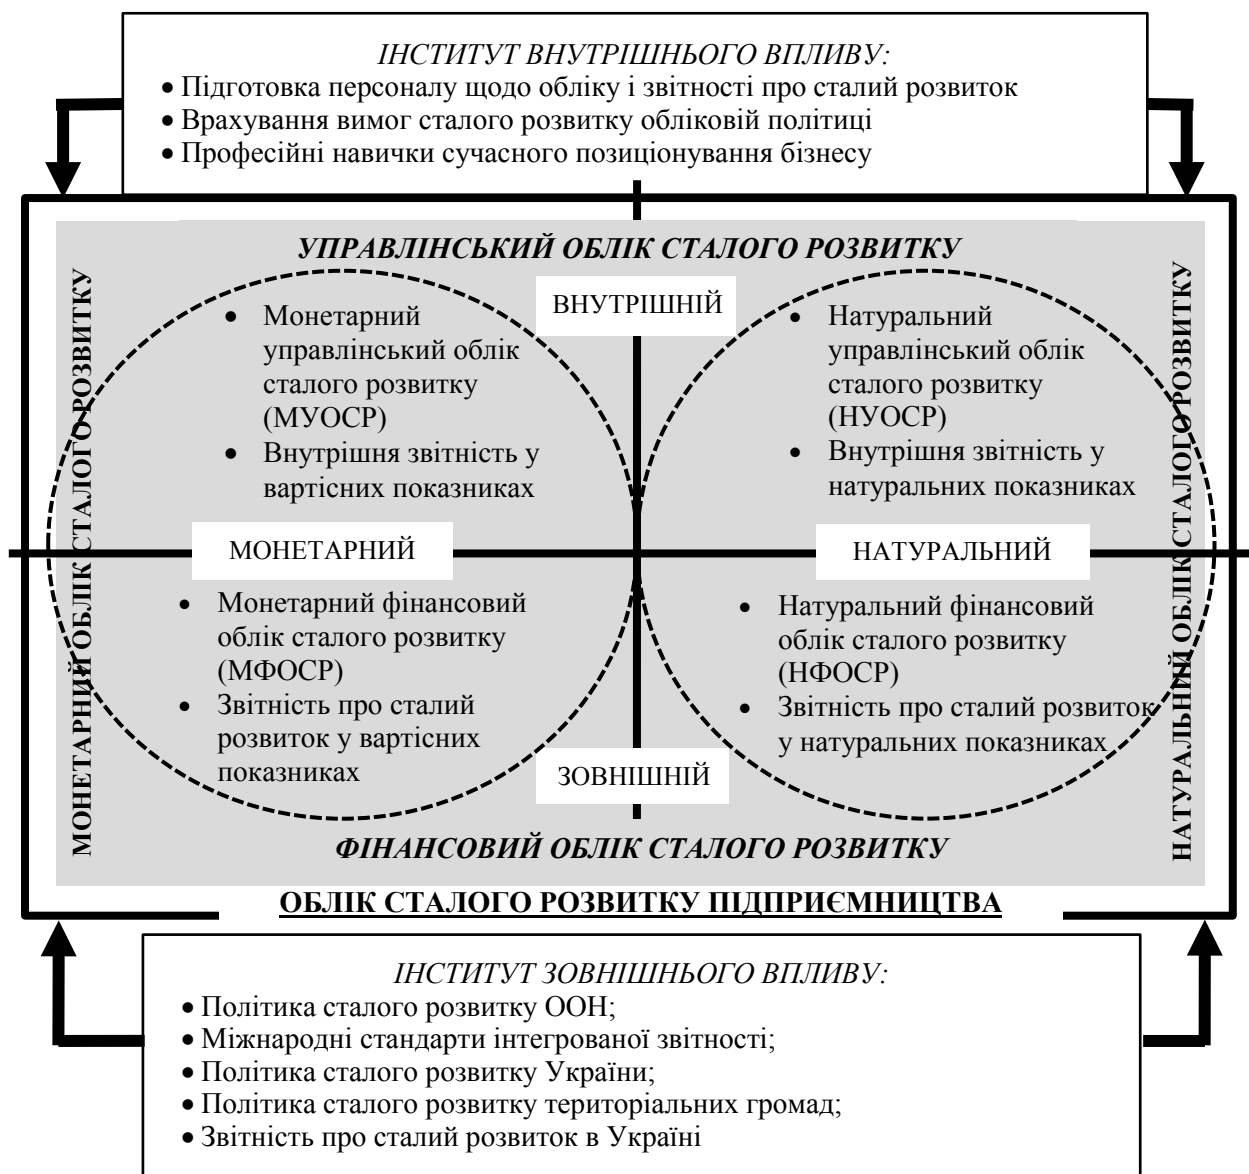 ІНСТИТУТ ВНУТРІШНЬОГО ВПЛИВУ:
• Підготовка персоналу щодо обліку і звітності про сталий розвиток
• Врахування вимог сталого розвитку обліковій політиці
• Професійні навички сучасного позиціонування бізнесу
УПРАВЛІНСЬКИЙ ОБЛІК СТАЛОГО РОЗВИТКУ
МОНЕТАРНИЙ ОБЛІК СТАЛОГО РОЗВИТКУ
ВНУТРІШНІЙ
• Монетарний
управлінський облік
сталого розвитку
(МУОСР)
• Внутрішня звітність у
вартісних показниках
• Натуральний
управлінський облік
сталого розвитку
(НУОСР)
• Внутрішня звітність у
натуральних показниках
НАТУРАЛЬНИЙ ОБЛІК СТАЛОГО РОЗВИТКУ
МОНЕТАРНИЙ
НАТУРАЛЬНИЙ
• Монетарний фінансовий
облік сталого розвитку
(МФОСР)
• Звітність про сталий
розвиток у вартісних
показниках
• Натуральний фінансовий
облік сталого розвитку
(НФОСР)
• Звітність про сталий розвиток
у натуральних показниках
ЗОВНІШНІЙ
ФІНАНСОВИЙ ОБЛІК СТАЛОГО РОЗВИТКУ
ОБЛІК СТАЛОГО РОЗВИТКУ ПІДПРИЄМНИЦТВА
ІНСТИТУТ ЗОВНІШНЬОГО ВПЛИВУ:
• Політика сталого розвитку ООН;
• Міжнародні стандарти інтегрованої звітності;
• Політика сталого розвитку України;
• Політика сталого розвитку територіальних громад;
• Звітність про сталий розвиток в Україні